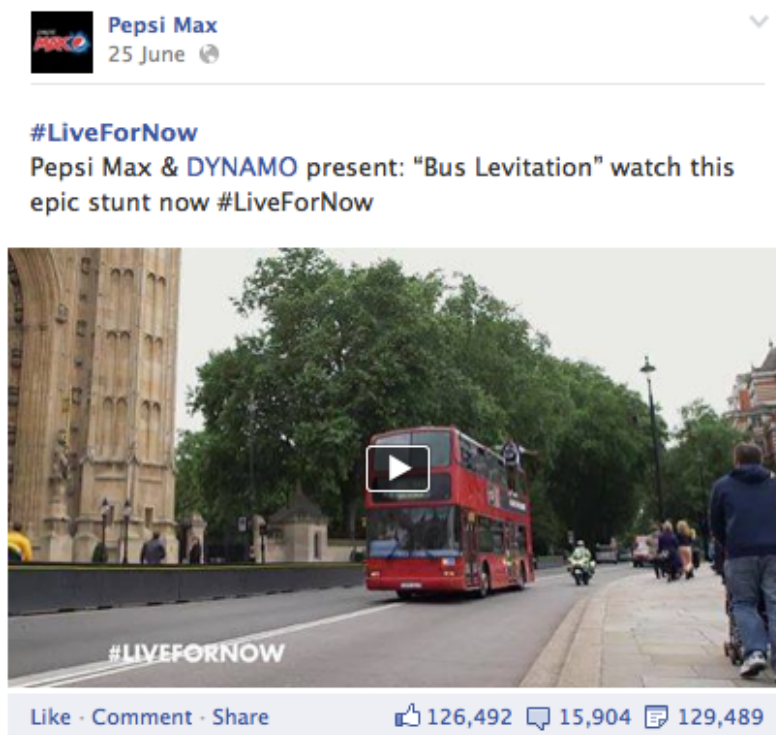 MAX
Pepsi Max
25 June
#LiveForNow
Pepsi Max & DYNAMO present: “Bus Levitation” watch this
epic stunt now #LiveForNow
#LIVEFORNOW
Like · Comment · Share 126,492 15,904 129,489